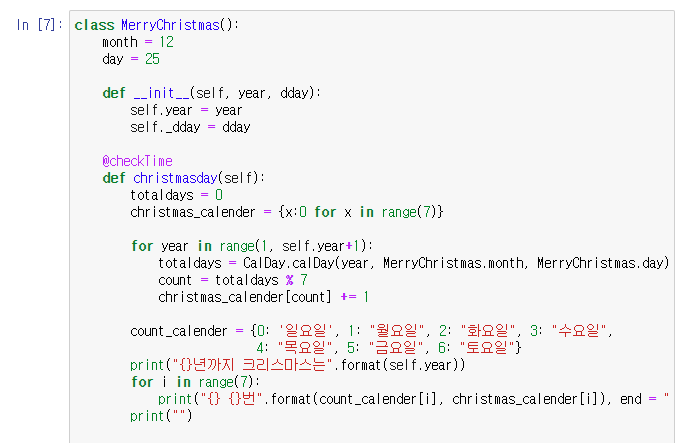 In [7]: class MerryChristmas():
    month = 12
    day = 25

    def __init__(self, year, dday):
        self.year = year
        self._dday = dday

    @checkTime
    def christmasday(self):
        totaldays = 0
        christmas_calender = {x:0 for x in range(7)}

        for year in range(1, self.year+1):
            totaldays = CalDay.calDay(year, MerryChristmas.month, MerryChristmas.day)
            count = totaldays % 7
            christmas_calender[count] += 1

        count_calender = {0: '일요일', 1: "월요일", 2: "화요일", 3: "수요일",
                          4: "목요일", 5: "금요일", 6: "토요일"}
        print("{}년까지 크리스마스는".format(self.year))
        for i in range(7):
            print("{} {}번".format(count_calender[i], christmas_calender[i]), end = "
        print("")